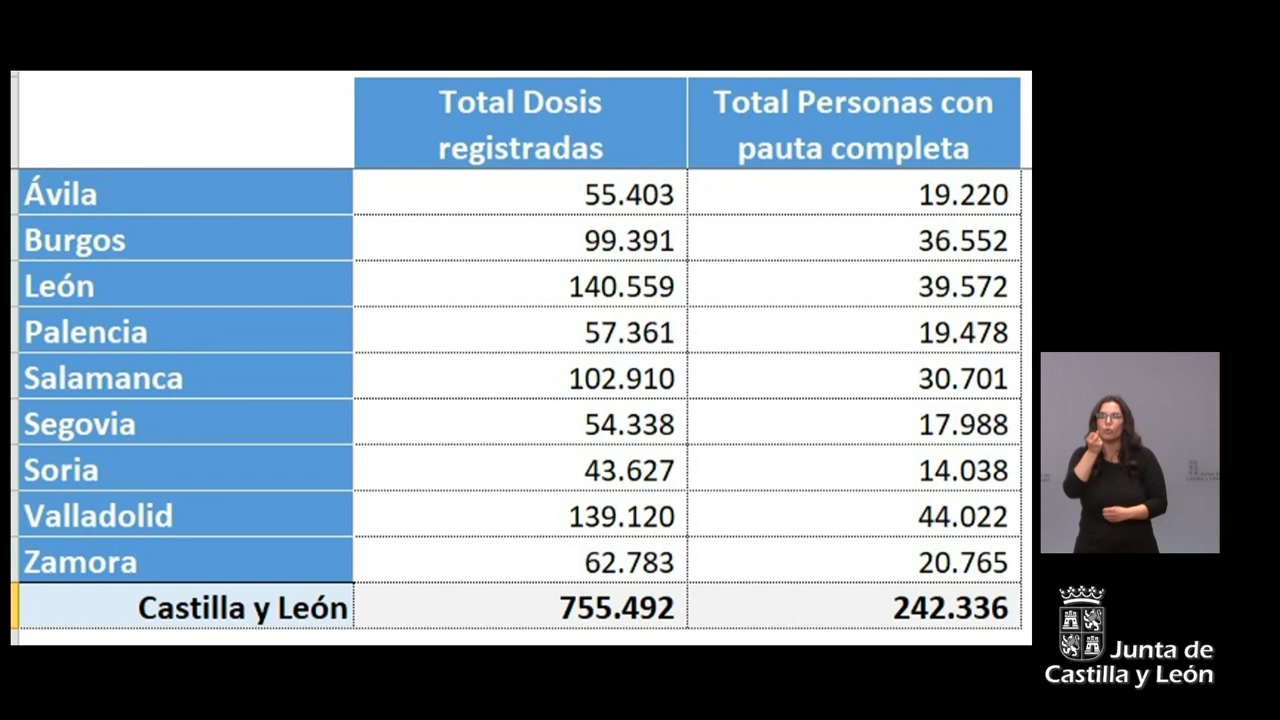 Total Dosis
registradas
Total Personas con
pauta completa
Ávila 55.403 19.220
Burgos 99.391 36.552
León 140.559 39.572
Palencia 57.361 19.478
Salamanca 102.910 30.701
Segovia 54.338 17.988
Soria 43.627 14.038
Valladolid 139.120 44.022
Zamora 62.783 20.765
Castilla y León 755.492 242.336
Junta de
Castilla y León